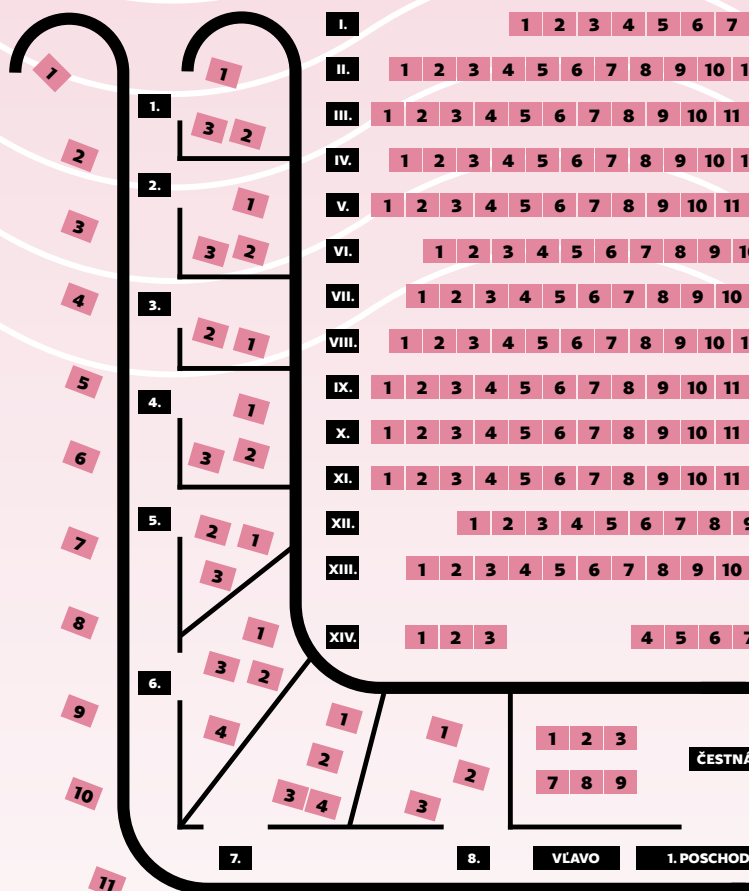 I. 1 2 3 4 5 6 7
II. 1 2 3 4 5 6 7 8 9 10 1
III. 1 2 3 4 5 6 7 8 9 10 11
IV. 1 2 3 4 5 6 7 8 9 10 1
V. 1 2 3 4 5 6 7 8 9 10 11
VI. 1 2 3 4 5 6 7 8 9 10
VII. 1 2 3 4 5 6 7 8 9 10
VIII. 1 2 3 4 5 6 7 8 9 10 1
IX. 1 2 3 4 5 6 7 8 9 10 11
X. 1 2 3 4 5 6 7 8 9 10 11
XI. 1 2 3 4 5 6 7 8 9 10 11
XII. 1 2 3 4 5 6 7 8 9
XIII. 1 2 3 4 5 6 7 8 9 10
XIV. 1 2 3 4 5 6 7
1
2
3
4
5
6
7
8
9
10
11
1
1.
3 2
2.
1
3 2
3.
2 1
4.
1
3 2
5.
2 1
3
1
3 2
6.
4
1
2
3 4
7.
1
2
3
8.
1 2 3
7 8 9
ČESTNÁ
VĽAVO
1. POSCHOD